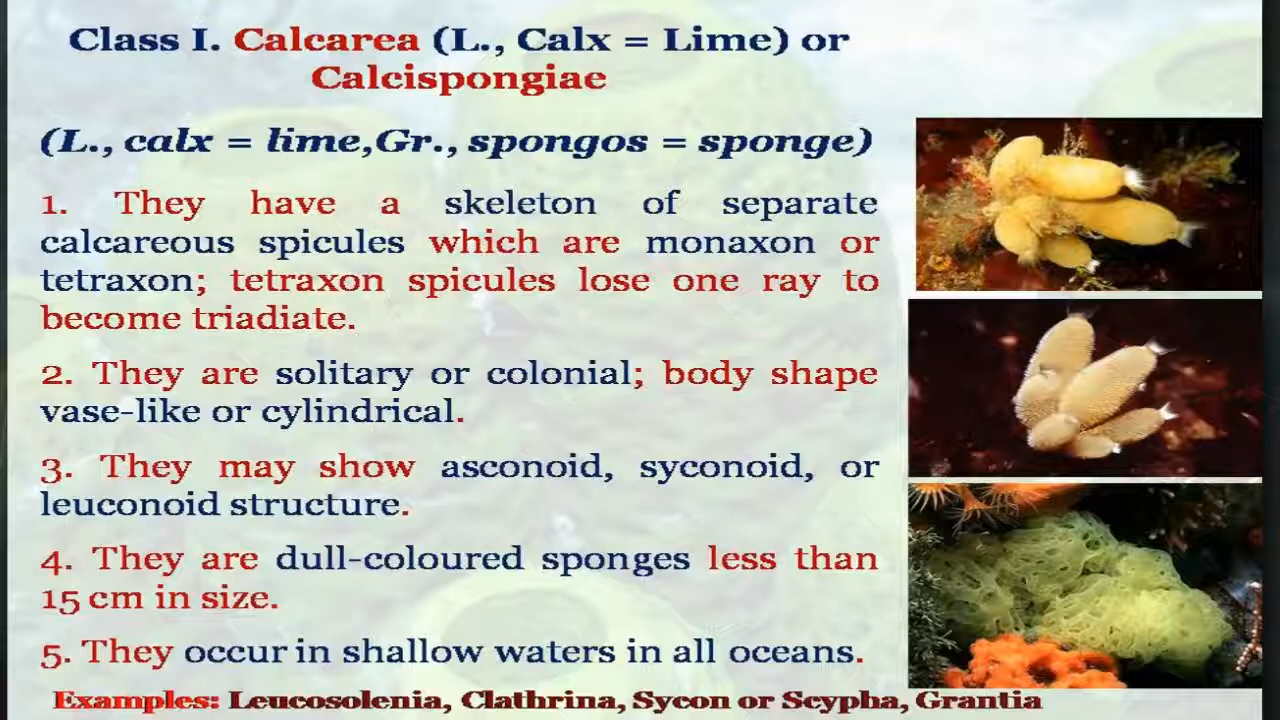 Class I. Calcarea (L., Calx = Lime) or
Calcispongiae
(L., calx = lime,Gr., spongos = sponge)
1. They have a skeleton of separate
calcareous spicules which are monaxon or
tetraxon; tetraxon spicules lose one ray to
become triadiate.
2. They are solitary or colonial; body shape
vase-like or cylindrical.
3. They may show asconoid, syconoid, or
leuconoid structure.
4. They are dull-coloured sponges less than
15 cm in size.
5. They occur in shallow waters in all oceans.
Examples: Leucosolenia, Clathrina, Sycon or Scypha, Grantia